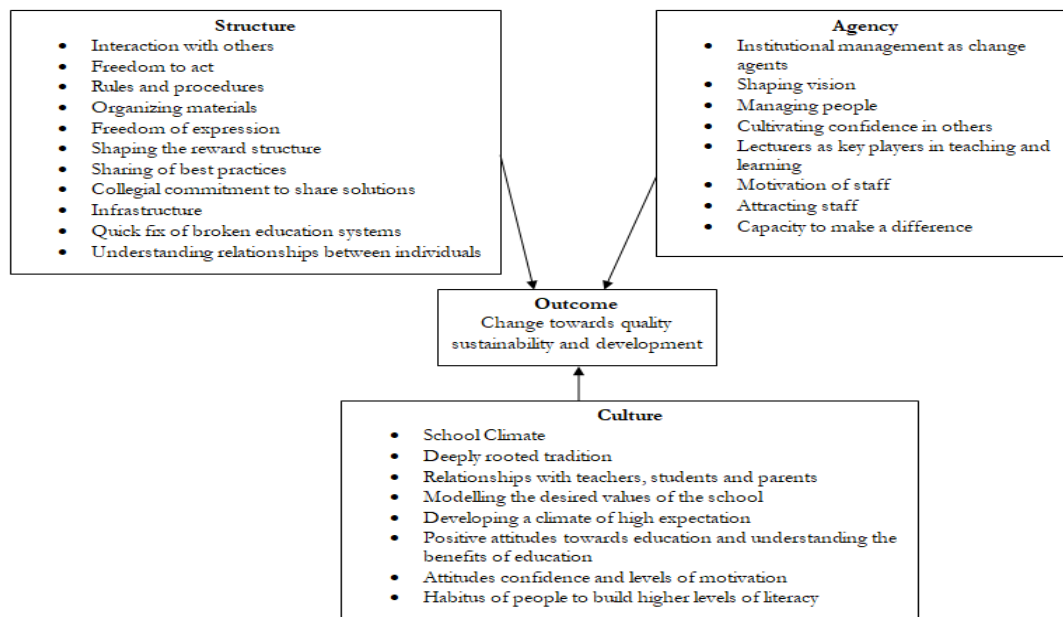 Structure
• Interaction with others
• Freedom to act
• Rules and procedures
• Organizing materials
• Freedom of expression
• Shaping the reward structure
• Sharing of best practices
• Collegial commitment to share solutions
• Infrastructure
• Quick fix of broken education systems
• Understanding relationships between individuals
Agency
• Institutional management as change
agents
• Shaping vision
• Managing people
• Cultivating confidence in others
• Lecturers as key players in teaching and
learning
• Motivation of staff
• Attracting staff
• Capacity to make a difference
Outcome
Change towards quality
sustainability and development
Culture
• School Climate
• Deeply rooted tradition
• Relationships with teachers, students and parents
• Modelling the desired values of the school
• Developing a climate of high expectation
• Positive attitudes towards education and understanding the
benefits of education
• Attitudes confidence and levels of motivation
• Habitus of people to build higher levels of literacy